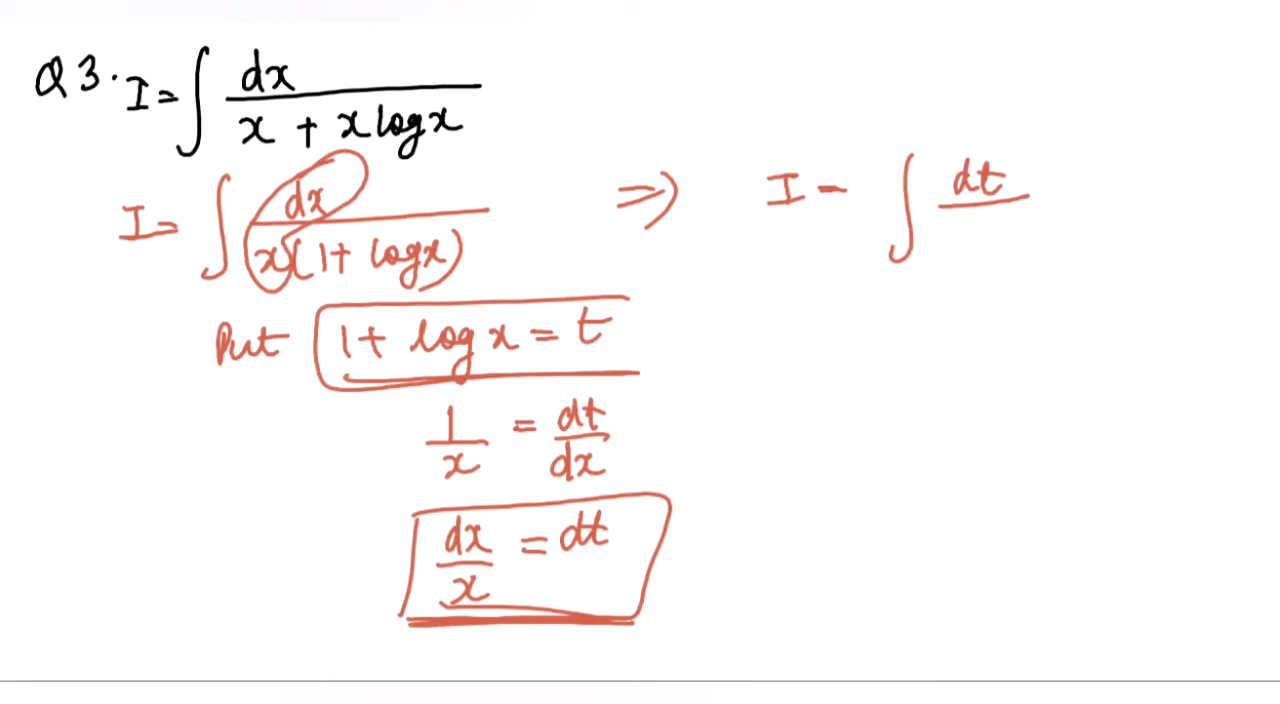 Q3. I = ∫ dx / (x + x log x)
I = ∫ dx / (x(1 + log x)) ⇒ I - ∫ dt /
Put 1 + log x = t
1/x = dt/dx
dx/x = dt